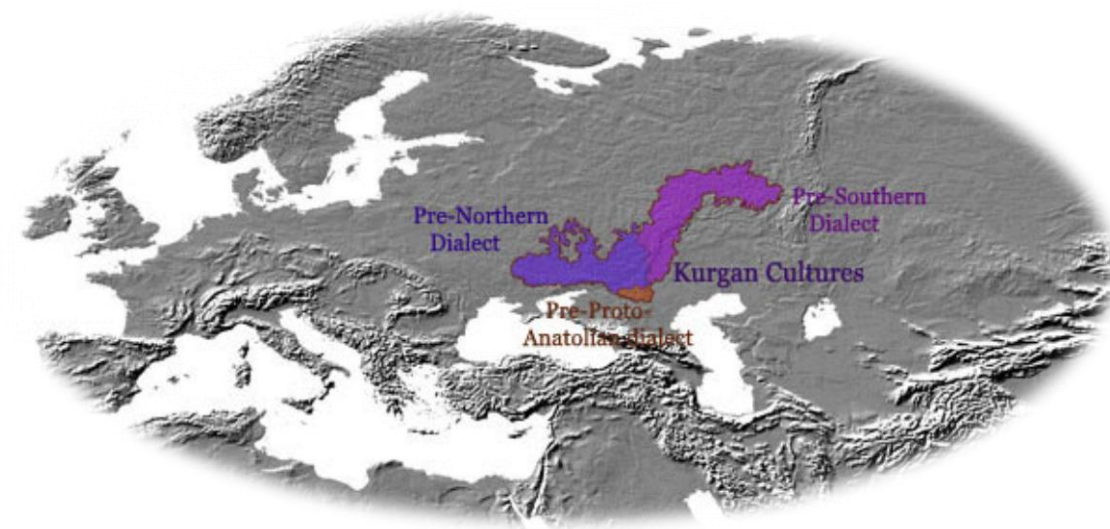 Pre-Northern
Dialect
Pre-Southern
Dialect
Kurgan Cultures
Pre-Proto-
Anatolian dialect